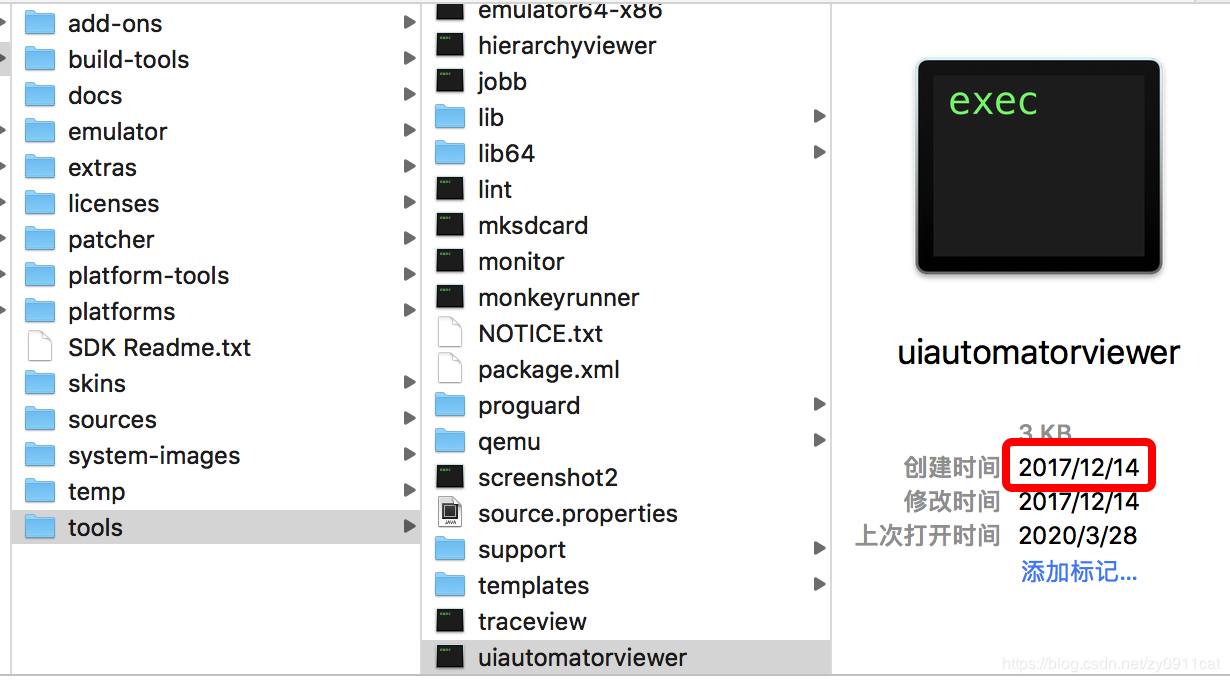 add-ons
build-tools
docs
emulator
extras
licenses
patcher
platform-tools
platforms
SDK Readme.txt
skins
sources
system-images
temp
tools
emulator64-x86
hierarchyviewer
jobb
lib
lib64
lint
mksdcard
monitor
monkeyrunner
NOTICE.txt
package.xml
proguard
qemu
screenshot2
source.properties
support
templates
traceview
uiautomatorviewer
exec
uiautomatorviewer
3 KB
创建时间 2017/12/14
修改时间 2017/12/14
上次打开时间 2020/3/28
添加标记...
https://blog.csdn.net/zy0911cat